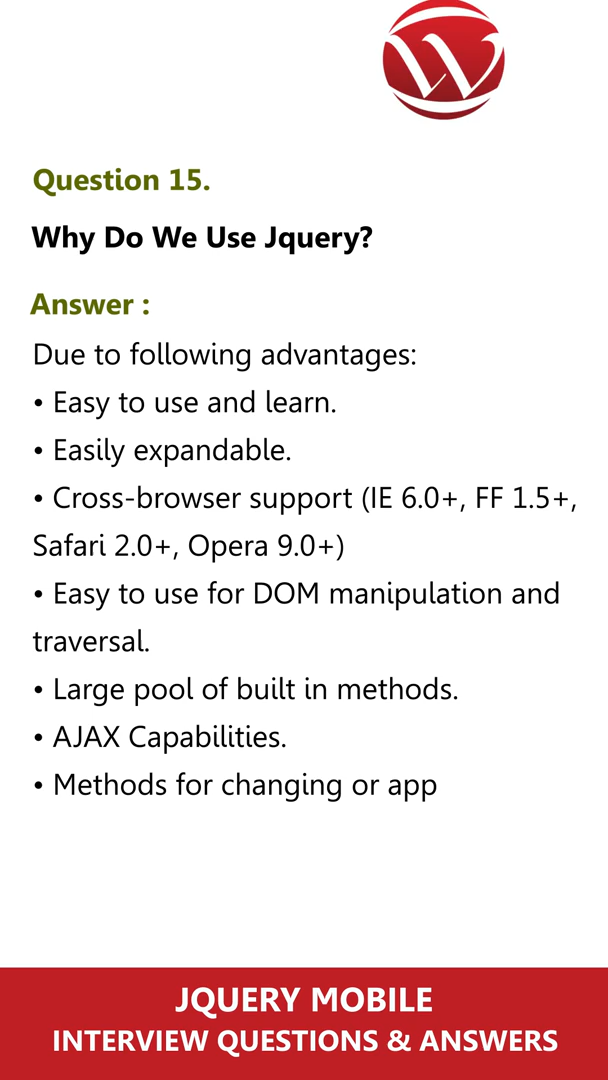 W
Question 15.
Why Do We Use Jquery?
Answer :
Due to following advantages:
• Easy to use and learn.
• Easily expandable.
• Cross-browser support (IE 6.0+, FF 1.5+,
Safari 2.0+, Opera 9.0+)
• Easy to use for DOM manipulation and
traversal.
• Large pool of built in methods.
• AJAX Capabilities.
• Methods for changing or app
JQUERY MOBILE
INTERVIEW QUESTIONS & ANSWERS